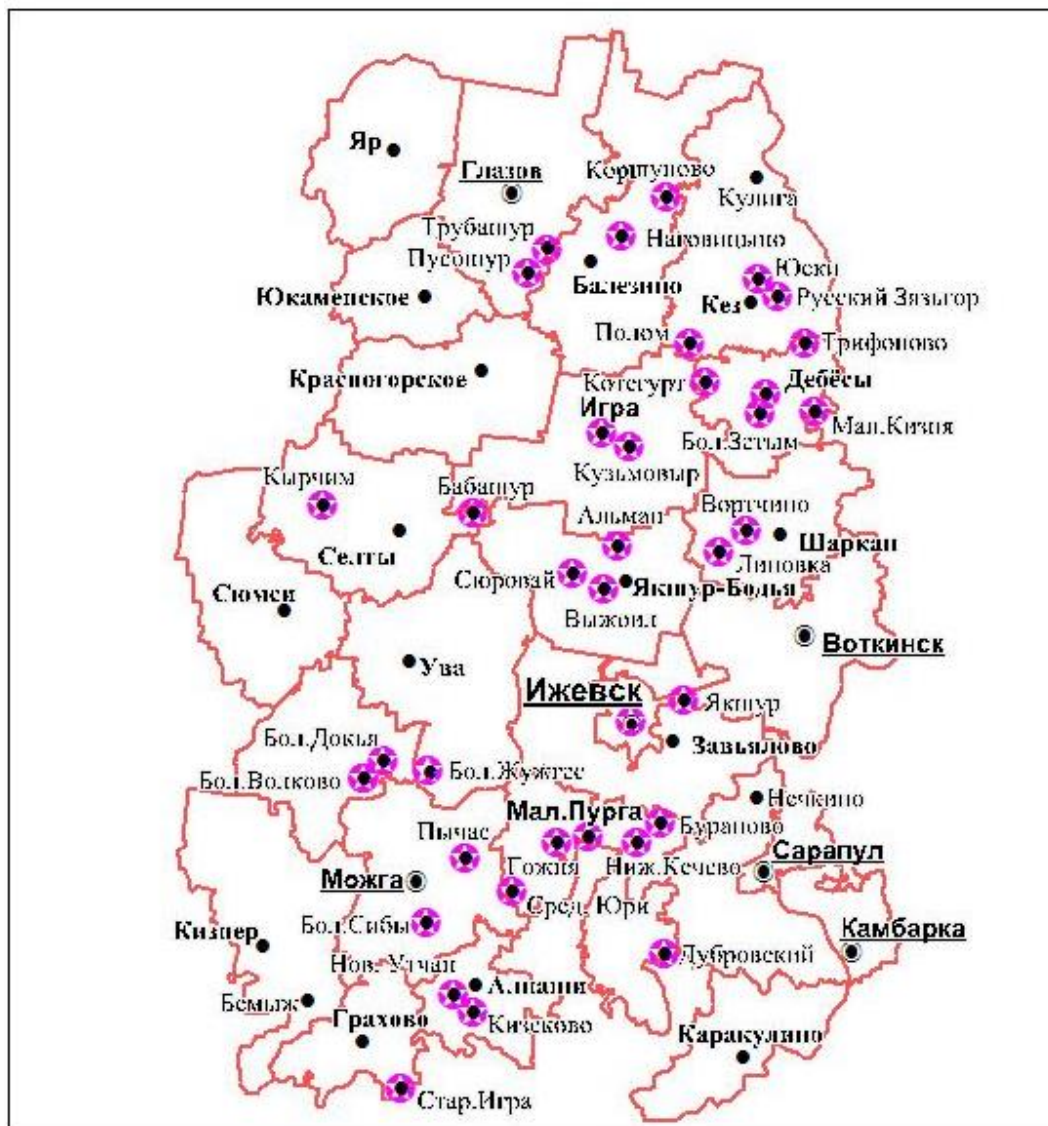 Яр
Глазов
Коршуново
Кулига
Трубашур
Наговицыно
Пусошур
Балезино
Юски
Юкаменское
Кез
Русский Зязьгор
Полом
Трифоново
Красногорское
Котегурт
Дебёсы
Игра
Мал.Кизня
Бол.Зетым
Кузьмовыр
Кырчим
Бабашур
Вортчино
Альман
Шаркан
Селты
Липовка
Сюровай
Якшур-Бодья
Сюмси
Выжоил
Воткинск
Ува
Ижевск
Якшур
Завьялово
Бол.Докья
Бол.Жужгес
Бол.Волково
Нечкино
Мал.Пурга
Бураново
Пычас
Гожня
Ниж.Кечево
Сарапул
Можга
Сред. Юри
Бол.Сибы
Кизнер
Камбарка
Дубровский
Нов. Утчан
Алнаши
Бемыж
Кизеково
Грахово
Каракулино
Стар.Игра